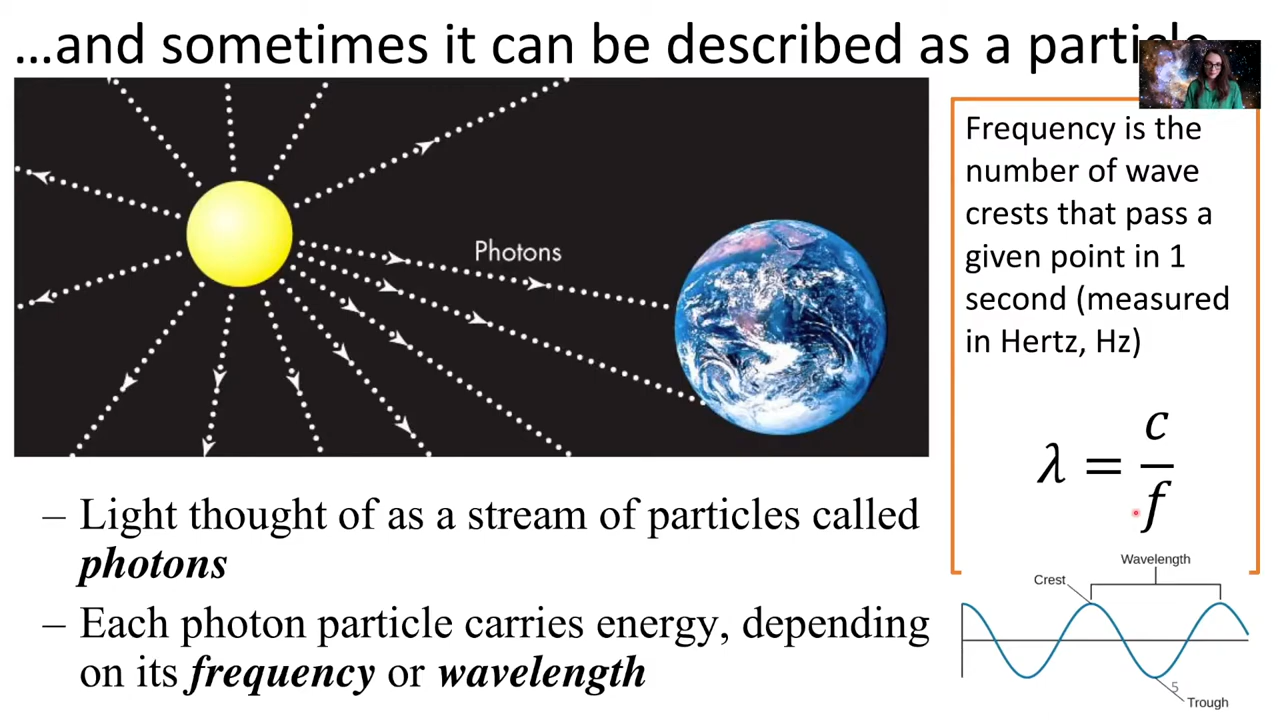 …and sometimes it can be described as a particle
Photons
Frequency is the
number of wave
crests that pass a
given point in 1
second (measured
in Hertz, Hz)
λ = c/f
– Light thought of as a stream of particles called
photons
– Each photon particle carries energy, depending
on its frequency or wavelength
Wavelength
Crest
5
Trough